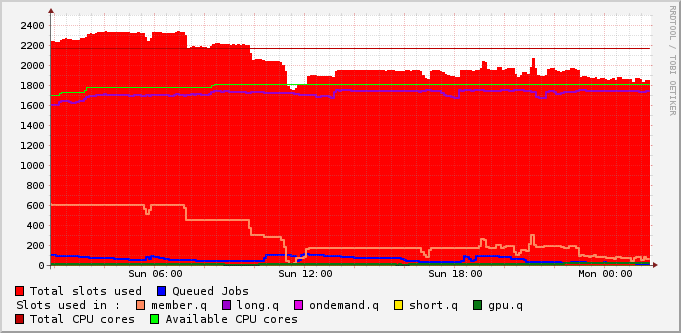 RRDTOOL / TOBI OETIKER
2400
2200
2000
1800
1600
1400
1200
1000
800
600
400
200
0
Sun 06:00 Sun 12:00 Sun 18:00 Mon 00:00
Total slots used Queued Jobs
Slots used in : member.q long.q ondemand.q short.q gpu.q
Total CPU cores Available CPU cores